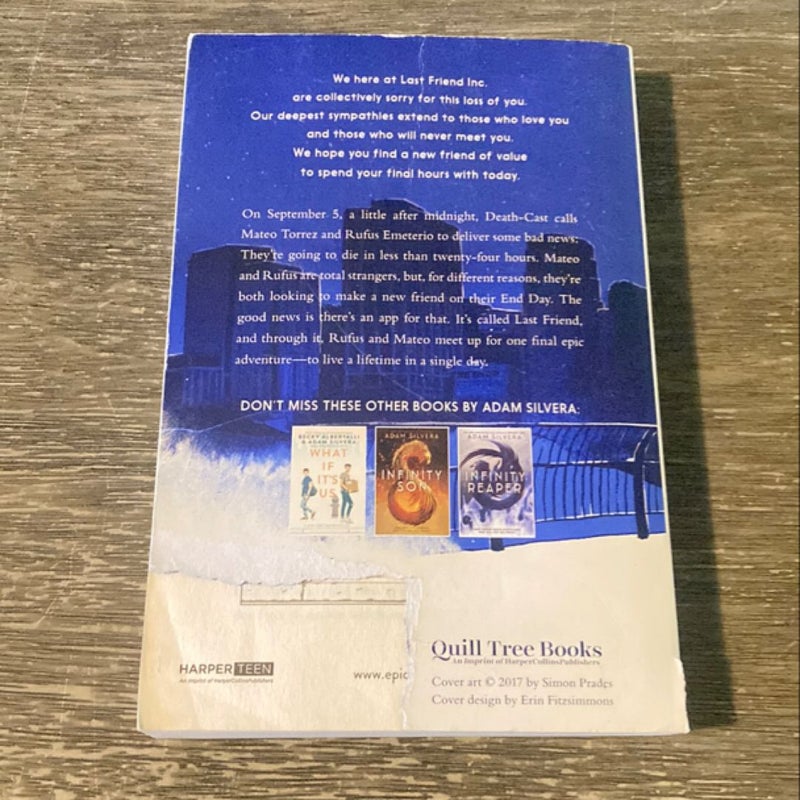 We here at Last Friend Inc.
are collectively sorry for this loss of you.
Our deepest sympathies extend to those who love you
and those who will never meet you.
We hope you find a new friend of value
to spend your final hours with today.
On September 5, a little after midnight, Death-Cast calls
Mateo Torrez and Rufus Emeterio to deliver some bad news:
They're going to die in less than twenty-four hours. Mateo
and Rufus are total strangers, but, for different reasons, they're
both looking to make a new friend on their End Day. The
good news is there's an app for that. It's called Last Friend,
and through it, Rufus and Mateo meet up for one final epic
adventure—to live a lifetime in a single day.
DON'T MISS THESE OTHER BOOKS BY ADAM SILVERA:
BECKY ALBERTALLI
& ADAM SILVERA
WHAT
IF
IT'S
US
ADAM SILVERA
INFINITY
SON
ADAM SILVERA
INFINITY
REAPER
HARPER TEEN
An Imprint of HarperCollinsPublishers
www.epic
Quill Tree Books
An Imprint of HarperCollinsPublishers
Cover art © 2017 by Simon Prades
Cover design by Erin Fitzsimmons